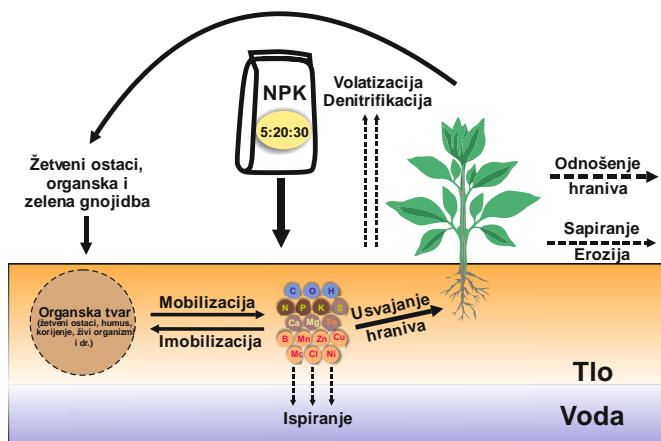 NPK
5:20:30
Volatizacija
Denitrifikacija
Žetveni ostaci,
organska i
zelena gnojidba
Odnošenje
hraniva
Sapiranje
Erozija
Organska tvar
(žetveni ostaci, humus,
korijenje, živi organizmi
i dr.)
Mobilizacija
Imobilizacija
C O H
N P K S
Ca Mg Fe
B Mn Zn Cu
Mo Cl Ni
Usvajanje
hraniva
Ispiranje
Tlo
Voda